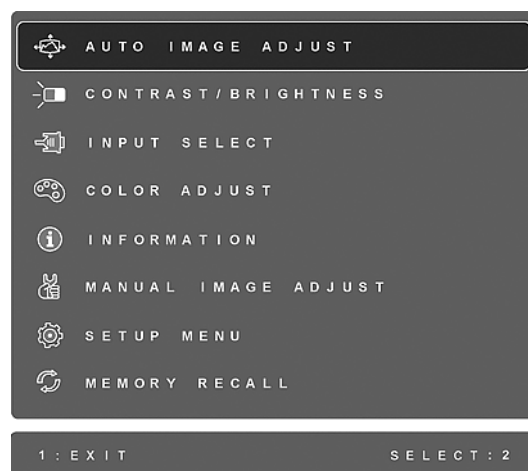 AUTO IMAGE ADJUST
CONTRAST/BRIGHTNESS
INPUT SELECT
COLOR ADJUST
INFORMATION
MANUAL IMAGE ADJUST
SETUP MENU
MEMORY RECALL
1:EXIT SELECT:2